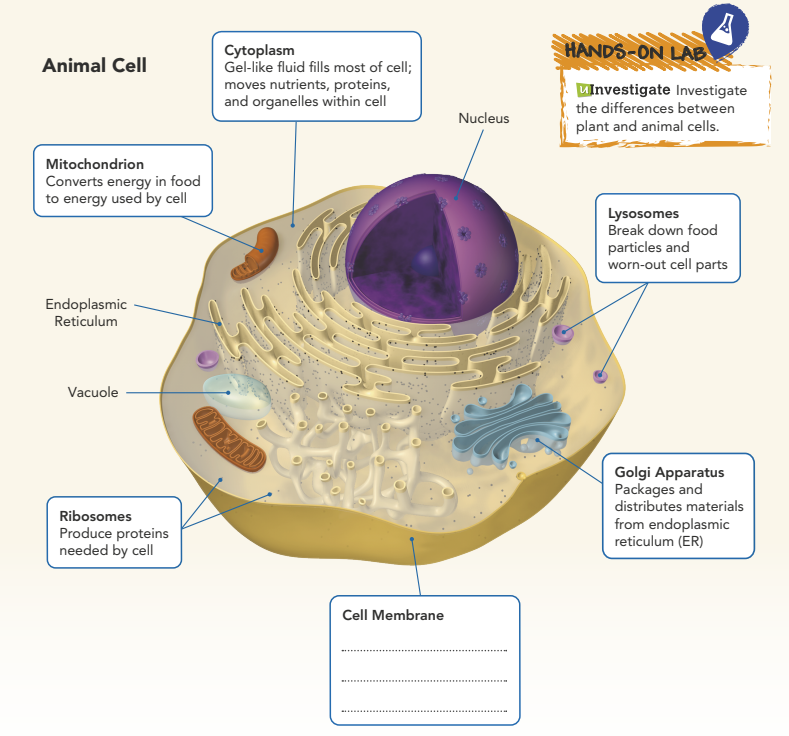 Animal Cell
Cytoplasm
Gel-like fluid fills most of cell;
moves nutrients, proteins,
and organelles within cell
HANDS-ON LAB
uInvestigate Investigate
the differences between
plant and animal cells.
Nucleus
Mitochondrion
Converts energy in food
to energy used by cell
Lysosomes
Break down food
particles and
worn-out cell parts
Endoplasmic
Reticulum
Vacuole
Golgi Apparatus
Packages and
distributes materials
from endoplasmic
reticulum (ER)
Ribosomes
Produce proteins
needed by cell
Cell Membrane